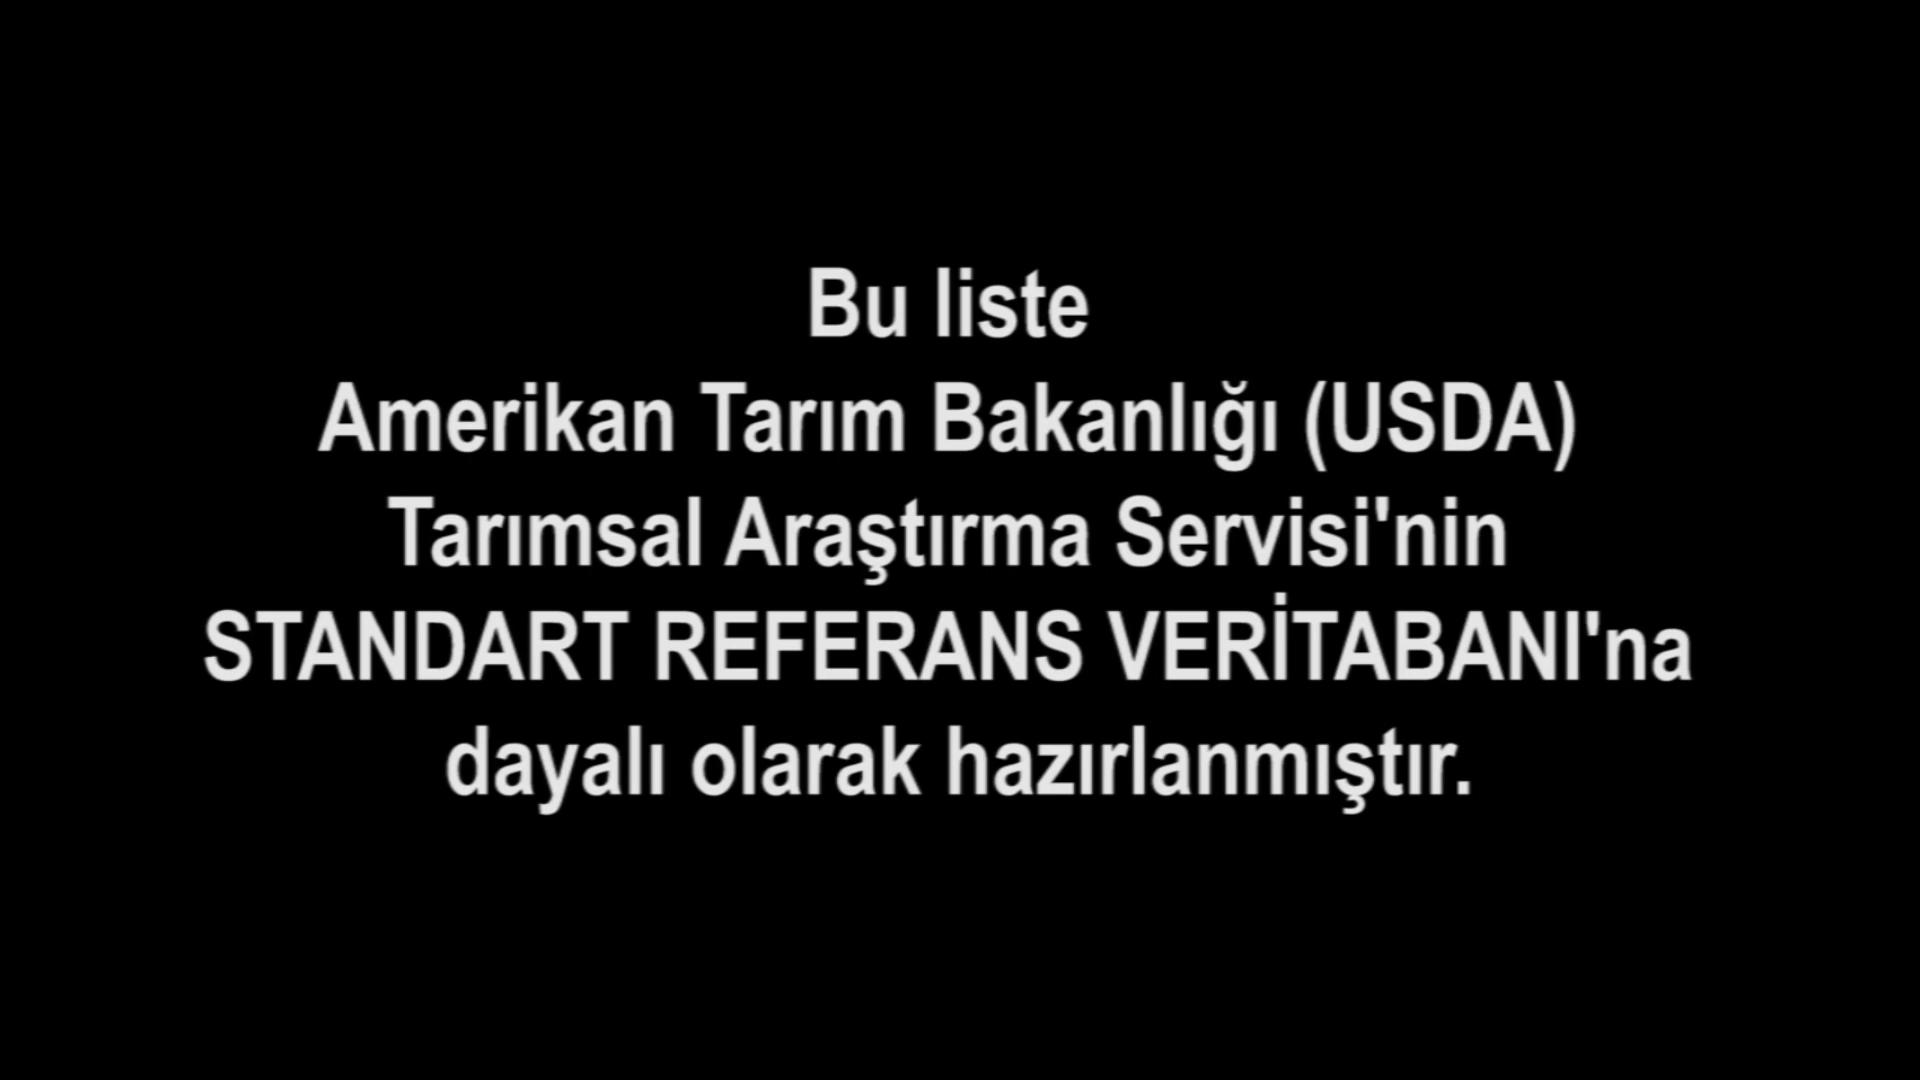 Bu liste
Amerikan Tarım Bakanlığı (USDA)
Tarımsal Araştırma Servisi'nin
STANDART REFERANS VERİTABANI'na
dayalı olarak hazırlanmıştır.